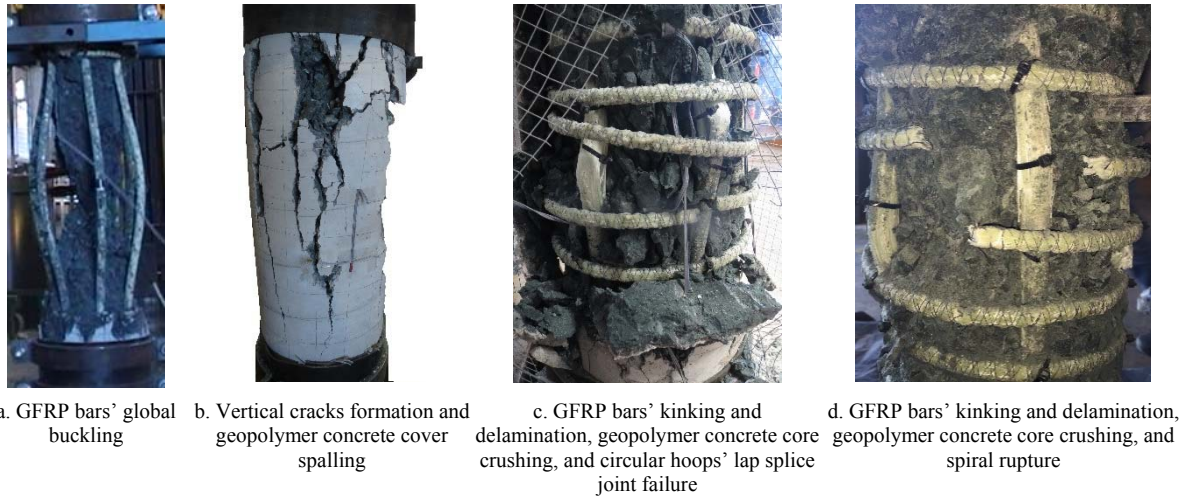 a. GFRP bars’ global
buckling
b. Vertical cracks formation and
geopolymer concrete cover
spalling
c. GFRP bars’ kinking and
delamination, geopolymer concrete core
crushing, and circular hoops’ lap splice
joint failure
d. GFRP bars’ kinking and delamination,
geopolymer concrete core crushing, and
spiral rupture